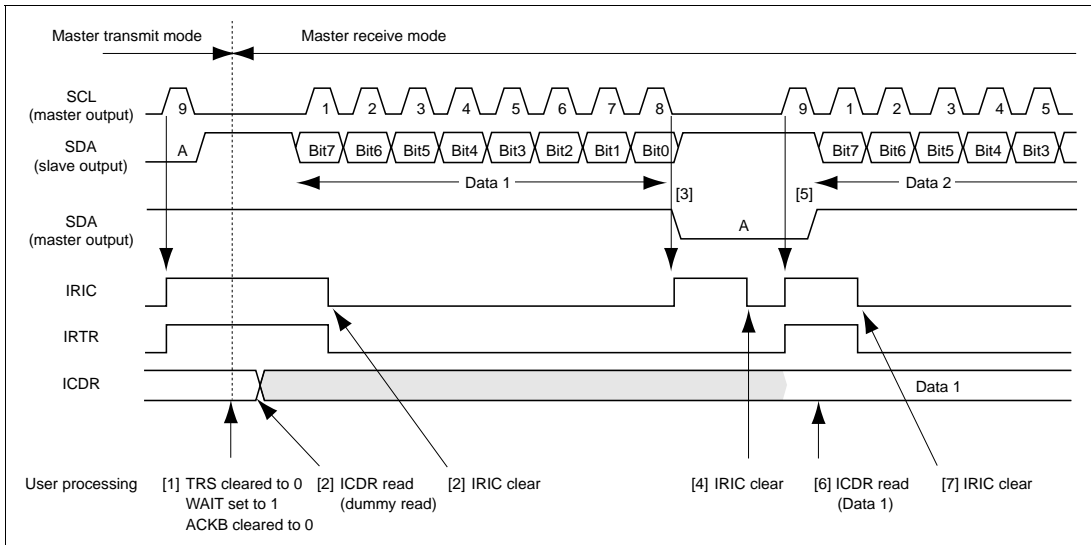 Master transmit mode Master receive mode
SCL
(master output)
9 1 2 3 4 5 6 7 8 9 1 2 3 4 5
SDA
(slave output)
A Bit7 Bit6 Bit5 Bit4 Bit3 Bit2 Bit1 Bit0 Bit7 Bit6 Bit5 Bit4 Bit3
Data 1 [3] [5] Data 2
SDA
(master output)
A
IRIC
IRTR
ICDR
Data 1
User processing [1] TRS cleared to 0 [2] ICDR read [2] IRIC clear [4] IRIC clear [6] ICDR read [7] IRIC clear
WAIT set to 1 (dummy read) (Data 1)
ACKB cleared to 0